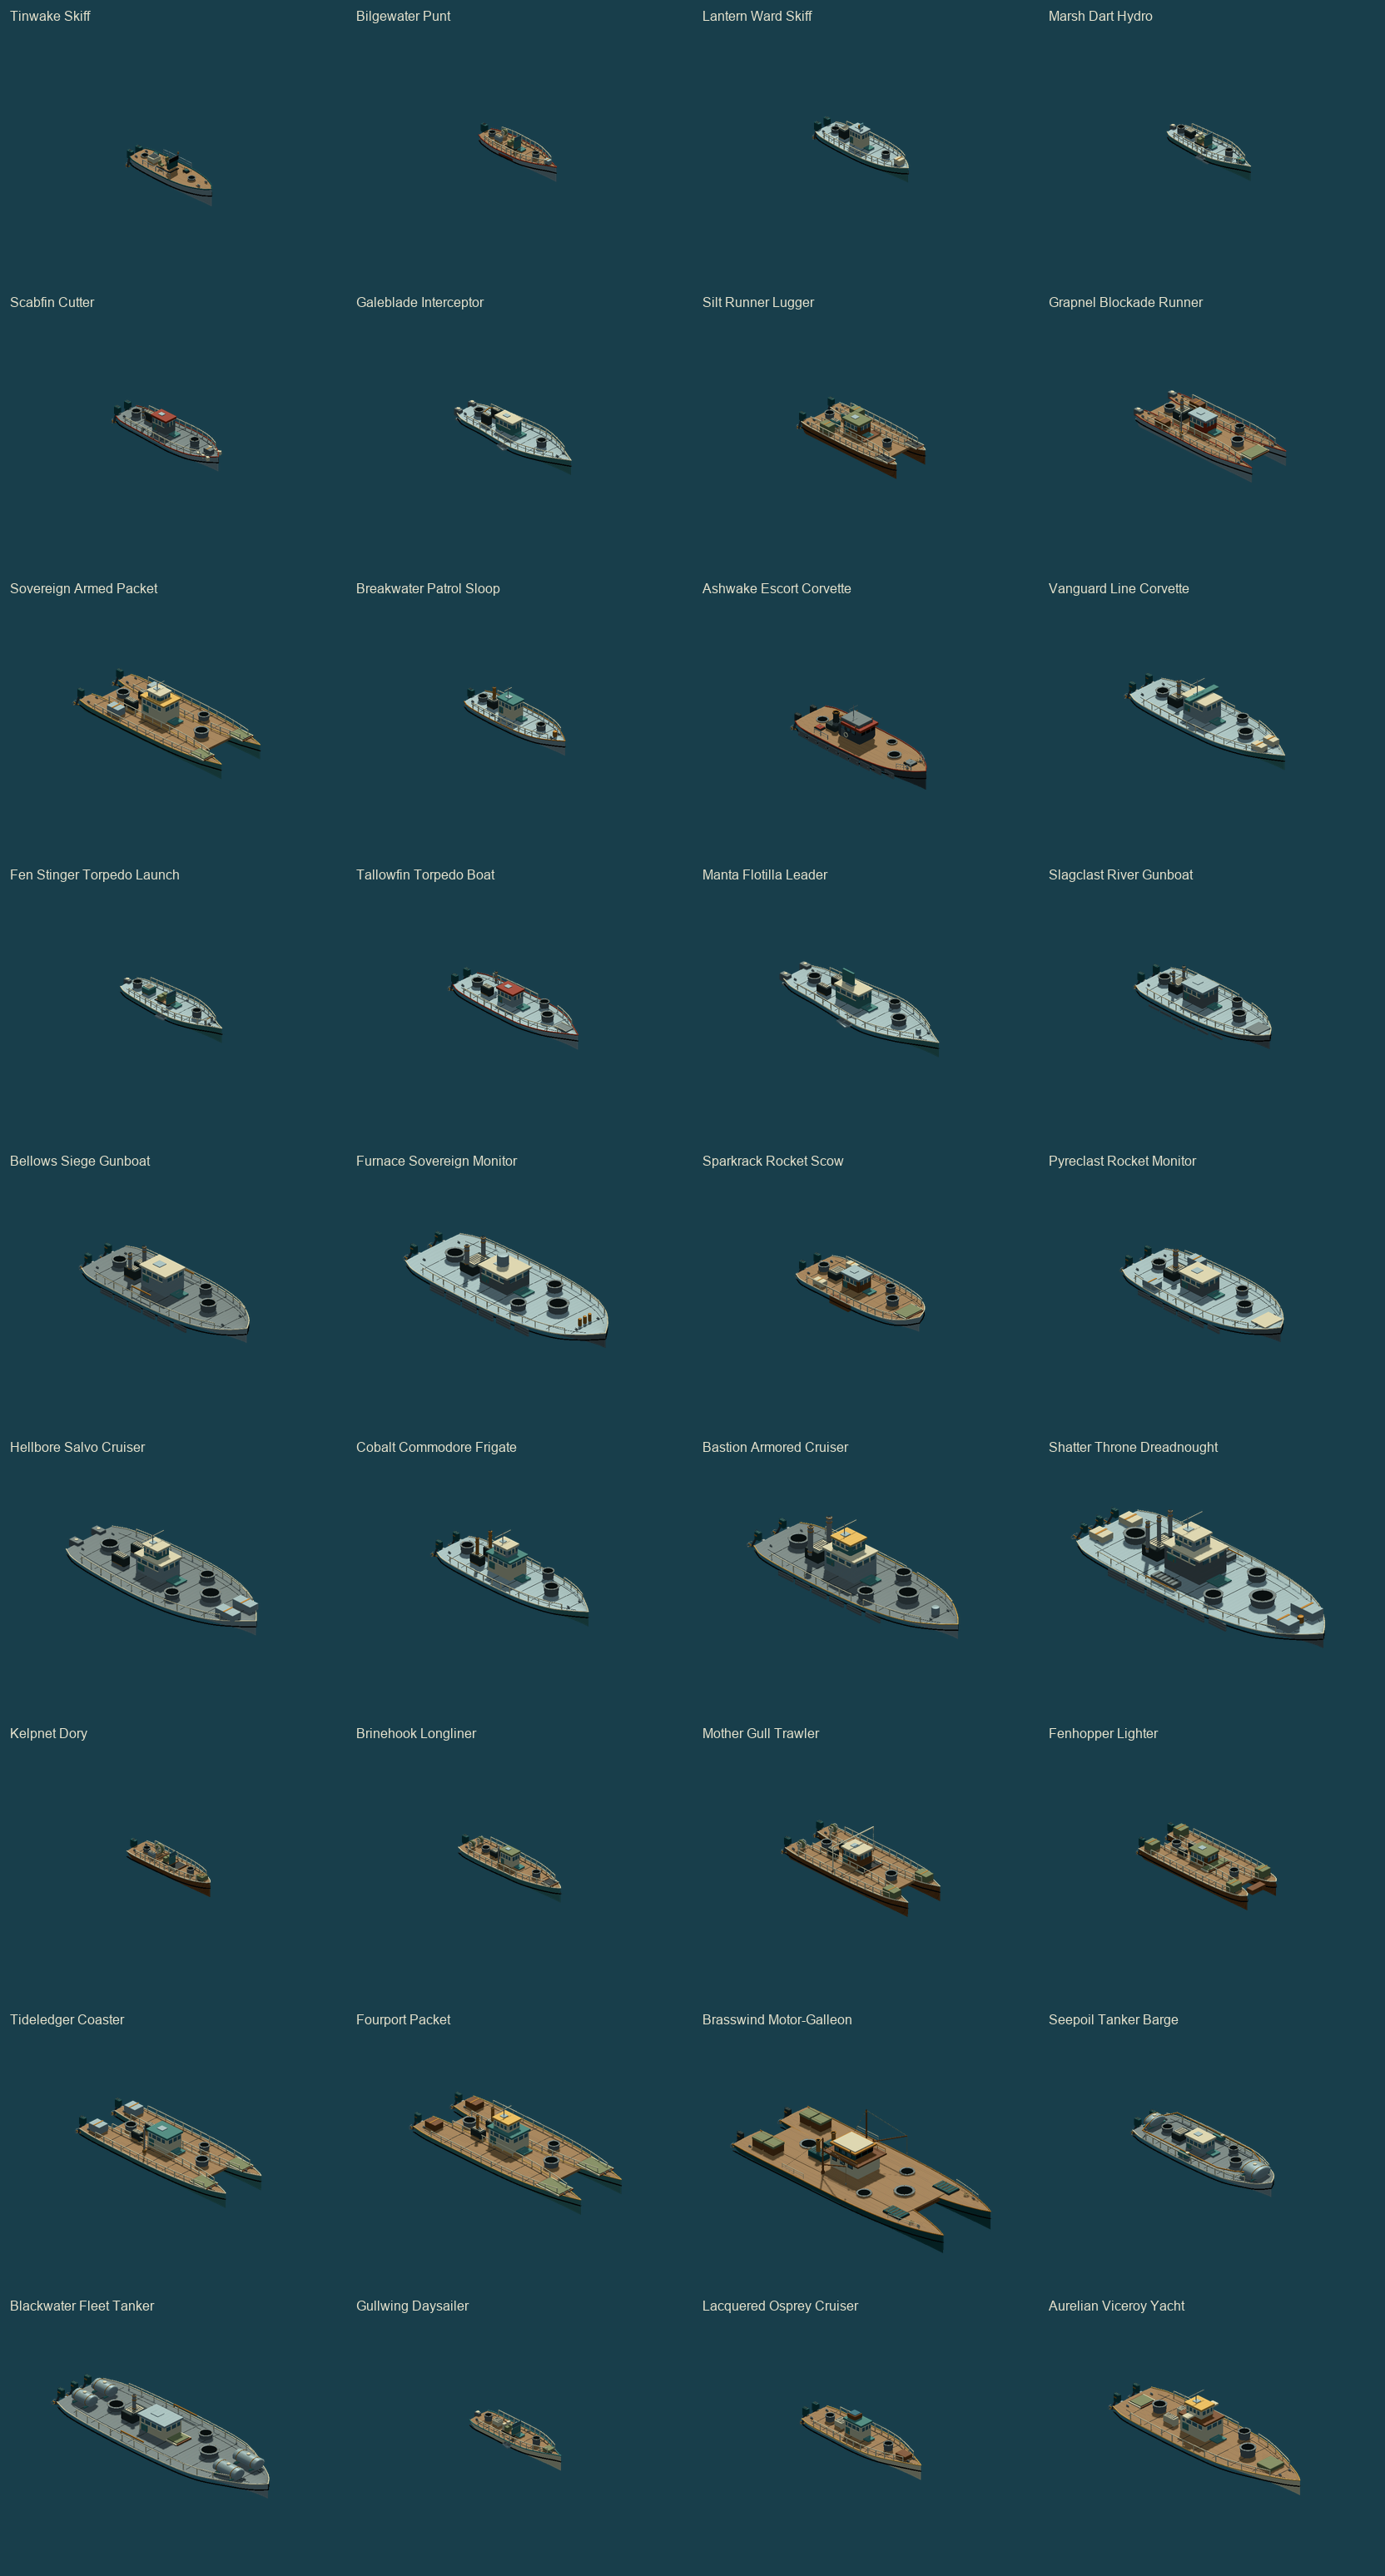 Tinwake Skiff
Bilgewater Punt
Lantern Ward Skiff
Marsh Dart Hydro
Scabfin Cutter
Galeblade Interceptor
Silt Runner Lugger
Grapnel Blockade Runner
Sovereign Armed Packet
Breakwater Patrol Sloop
Ashwake Escort Corvette
Vanguard Line Corvette
Fen Stinger Torpedo Launch
Tallowfin Torpedo Boat
Manta Flotilla Leader
Slagclast River Gunboat
Bellows Siege Gunboat
Furnace Sovereign Monitor
Sparkrack Rocket Scow
Pyreclast Rocket Monitor
Hellbore Salvo Cruiser
Cobalt Commodore Frigate
Bastion Armored Cruiser
Shatter Throne Dreadnought
Kelpnet Dory
Brinehook Longliner
Mother Gull Trawler
Fenhopper Lighter
Tideledger Coaster
Fourport Packet
Brasswind Motor-Galleon
Seepoil Tanker Barge
Blackwater Fleet Tanker
Gullwing Daysailer
Lacquered Osprey Cruiser
Aurelian Viceroy Yacht